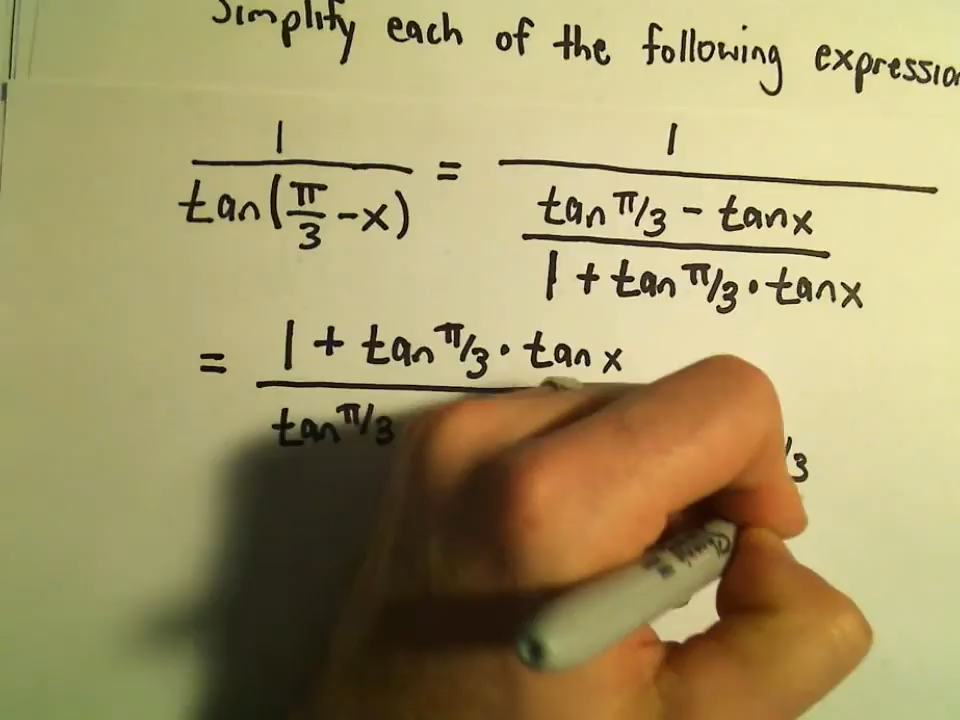 Simplify each of the following
1/tan(π/3 - x) = 1/((tan π/3 - tan x)/(1 + tan π/3 · tan x))
= (1 + tan π/3 · tan x)/(tan π/3
/3